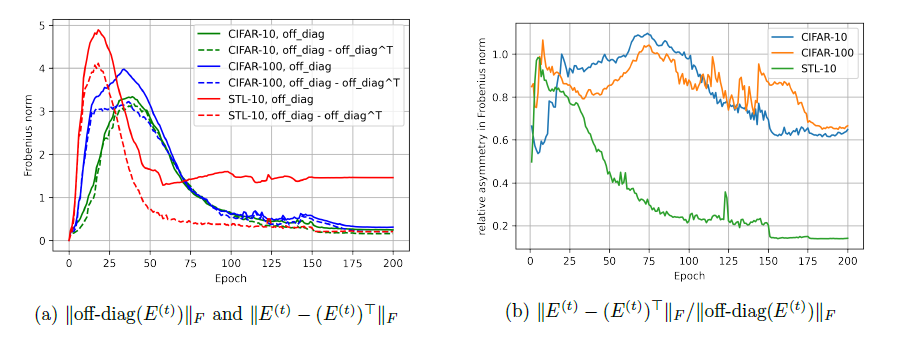 CIFAR-10, off_diag
CIFAR-10, off_diag - off_diag^T
CIFAR-100, off_diag
CIFAR-100, off_diag - off_diag^T
STL-10, off_diag
STL-10, off_diag - off_diag^T
Frobenius norm
5
4
3
2
1
0
0 25 50 75 100 125 150 175 200
Epoch
(a) ‖off-diag(E^{(t)})‖_F and ‖E^{(t)} − (E^{(t)})^⊤‖_F
CIFAR-10
CIFAR-100
STL-10
relative asymmetry in Frobenius norm
1.0
0.8
0.6
0.4
0.2
0 25 50 75 100 125 150 175 200
Epoch
(b) ‖E^{(t)} − (E^{(t)})^⊤‖_F/‖off-diag(E^{(t)})‖_F